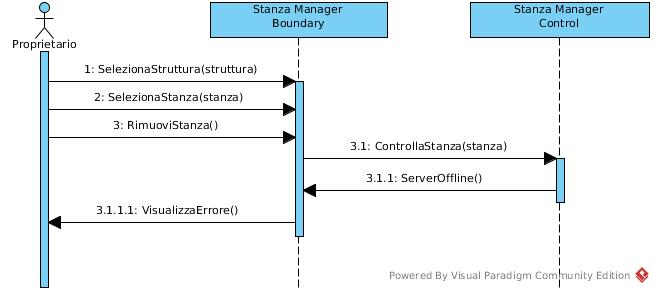 Stanza Manager
Boundary
Stanza Manager
Control
Proprietario
1: SelezionaStruttura(struttura)
2: SelezionaStanza(stanza)
3: RimuoviStanza()
3.1: ControllaStanza(stanza)
3.1.1: ServerOffline()
3.1.1.1: VisualizzaErrore()
Powered By Visual Paradigm Community Edition